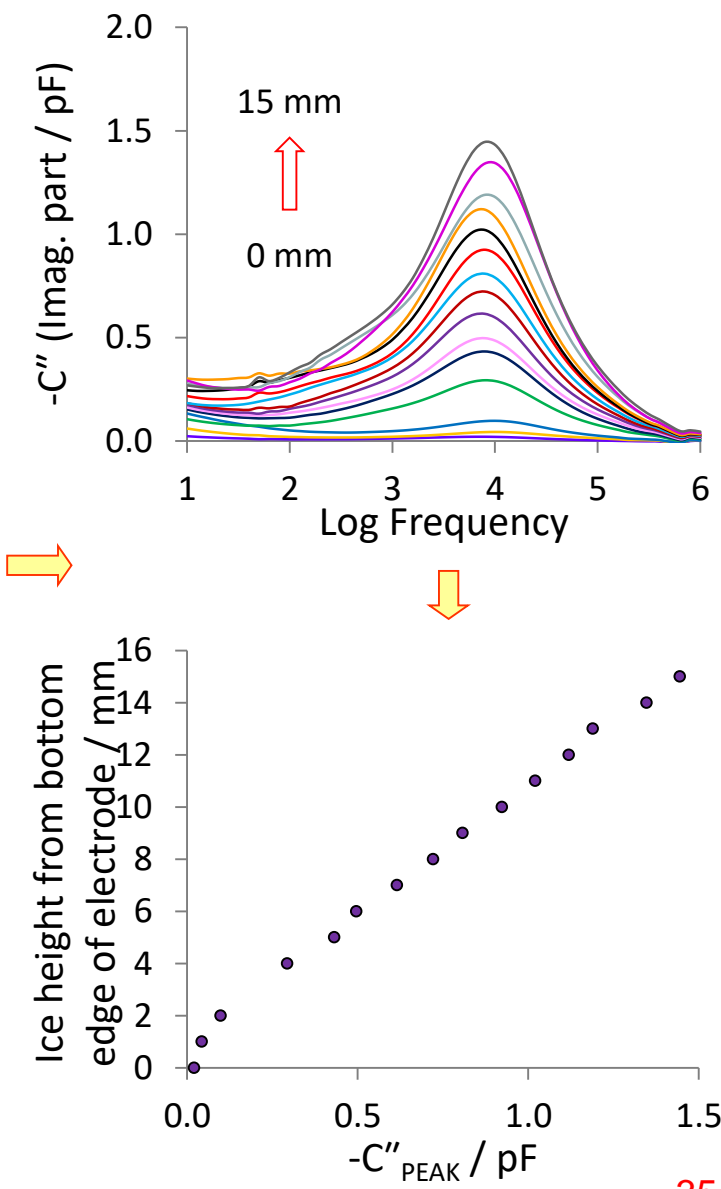 2.0
1.5
1.0
0.5
0.0
-C″ (Imag. part / pF)
15 mm
0 mm
1 2 3 4 5 6
Log Frequency
16
14
12
10
8
6
4
2
0
Ice height from bottom
edge of electrode / mm
0.0 0.5 1.0 1.5
-C″PEAK / pF